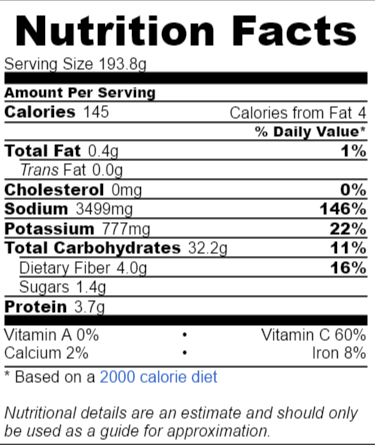 Nutrition Facts
Serving Size 193.8g
Amount Per Serving
Calories 145 Calories from Fat 4
% Daily Value*
Total Fat 0.4g 1%
Trans Fat 0.0g
Cholesterol 0mg 0%
Sodium 3499mg 146%
Potassium 777mg 22%
Total Carbohydrates 32.2g 11%
Dietary Fiber 4.0g 16%
Sugars 1.4g
Protein 3.7g
Vitamin A 0% • Vitamin C 60%
Calcium 2% • Iron 8%
* Based on a 2000 calorie diet
Nutritional details are an estimate and should only
be used as a guide for approximation.